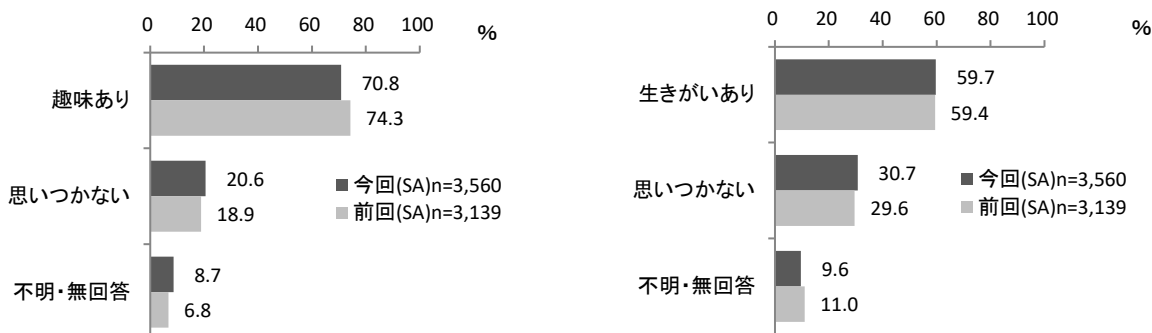 0 20 40 60 80 100
%
趣味あり
70.8
74.3
思いつかない
20.6
18.9
不明・無回答
8.7
6.8
■今回(SA)n=3,560
■前回(SA)n=3,139
0 20 40 60 80 100
%
生きがいあり
59.7
59.4
思いつかない
30.7
29.6
不明・無回答
9.6
11.0
■今回(SA)n=3,560
■前回(SA)n=3,139